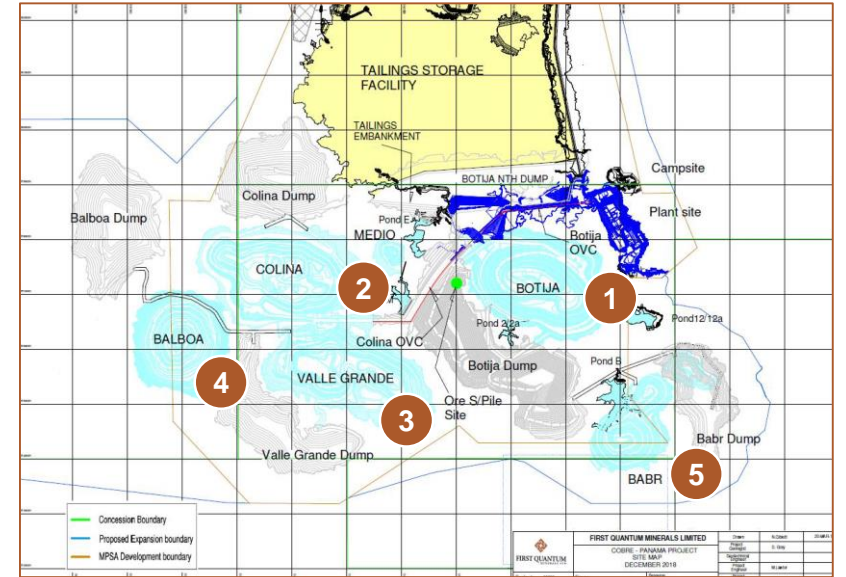 TAILINGS STORAGE
FACILITY
TAILINGS
EMBANKMENT
BOTIJA NTH DUMP
Campsite
Colina Dump
Balboa Dump
Pond E
Plant site
MEDIO
Botija
OVC
COLINA
2
BOTIJA
1
Pond 2/2a
Pond12/12a
BALBOA
Colina OVC
Botija Dump
Pond B
4
VALLE GRANDE
3
Ore S/Pile
Site
Babr Dump
Valle Grande Dump
BABR
5
Concession Boundary
Proposed Expansion boundary
MPSA Development boundary
FIRST QUANTUM
FIRST QUANTUM MINERALS LIMITED
COBRE - PANAMA PROJECT
SITE MAP
DECEMBER 2018